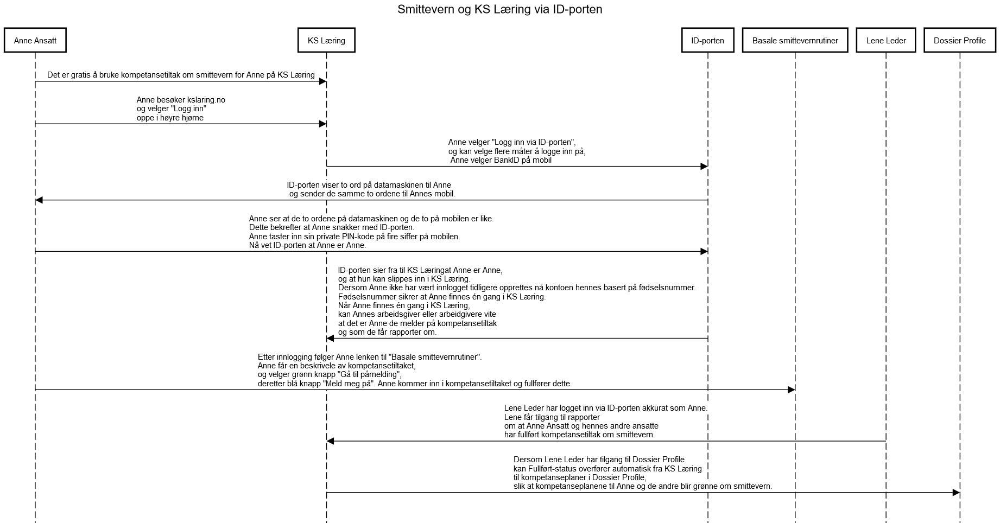 Smittevern og KS Læring via ID-porten
Anne Ansatt
KS Læring
ID-porten
Basale smittevernrutiner
Lene Leder
Dossier Profile
Det er gratis å bruke kompetansetiltak om smittevern for Anne på KS Læring
Anne besøker kslaring.no
og velger "Logg inn"
oppe i høyre hjørne
Anne velger "Logg inn via ID-porten",
og kan velge flere måter å logge inn på,
Anne velger BankID på mobil
ID-porten viser to ord på datamaskinen til Anne
og sender de samme to ordene til Annes mobil.
Anne ser at de to ordene på datamaskinen og de to på mobilen er like.
Dette bekrefter at Anne snakker med ID-porten.
Anne taster inn sin private PIN-kode på fire siffer på mobilen.
Nå vet ID-porten at Anne er Anne.
ID-porten sier fra til KS Læringat Anne er Anne,
og at hun kan slippes inn i KS Læring.
Dersom Anne ikke har vært innlogget tidligere opprettes nå kontoen hennes basert på fødselsnummer.
Fødselsnummer sikrer at Anne finnes én gang i KS Læring.
Når Anne finnes én gang i KS Læring,
kan Annes arbeidsgiver eller arbeidgivere vite
at det er Anne de melder på kompetansetiltak
og som de får rapporter om.
Etter innlogging følger Anne lenken til "Basale smittevernrutiner".
Anne får en beskrivele av kompetansetiltaket,
og velger grønn knapp "Gå til påmelding",
deretter blå knapp "Meld meg på". Anne kommer inn i kompetansetiltaket og fullfører dette.
Lene Leder har logget inn via ID-porten akkurat som Anne.
Lene får tilgang til rapporter
om at Anne Ansatt og hennes andre ansatte
har fullført kompetansetiltak om smittevern.
Dersom Lene Leder har tilgang til Dossier Profile
kan Fullført-status overfører automatisk fra KS Læring
til kompetanseplaner i Dossier Profile,
slik at kompetanseplanene til Anne og de andre blir grønne om smittevern.